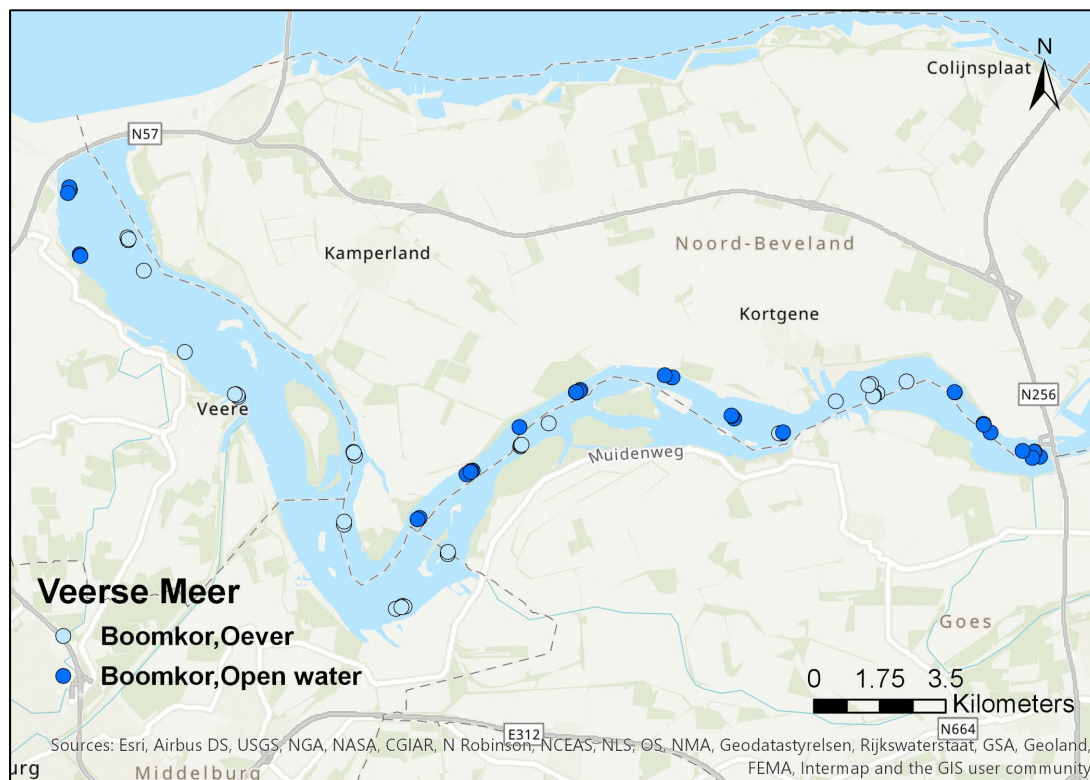 N
Colijnsplaat
N57
Noord-Beveland
Kamperland
Kortgene
N256
Veere
Muidenweg
Veerse Meer
Boomkor,Oever
Goes
Boomkor,Open water
0 1.75 3.5
Kilometers
N664
E312
Sources: Esri, Airbus DS, USGS, NGA, NASA, CGIAR, N Robinson, NCEAS, NLS, OS, NMA, Geodatastyrelsen, Rijkswaterstaat, GSA, Geoland,
FEMA, Intermap and the GIS user community
urg
Middelburg